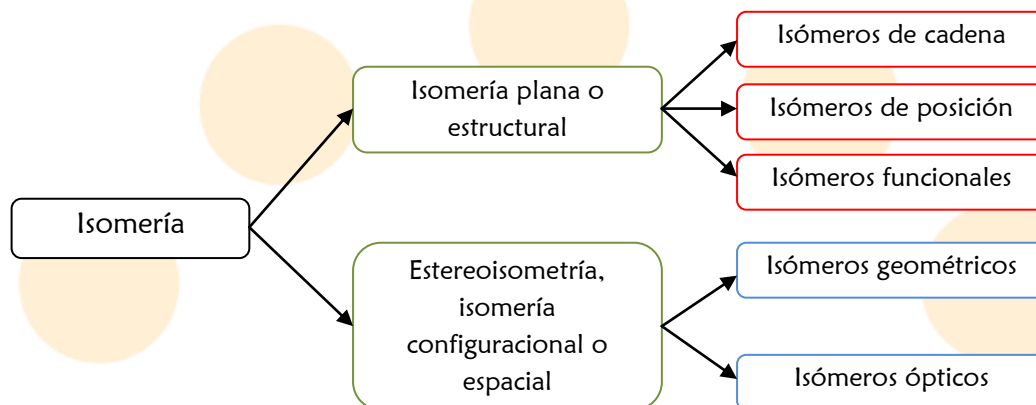 Isomería
Isomería plana o
estructural
Isómeros de cadena
Isómeros de posición
Isómeros funcionales
Estereoisometría,
isomería
configuracional o
espacial
Isómeros geométricos
Isómeros ópticos